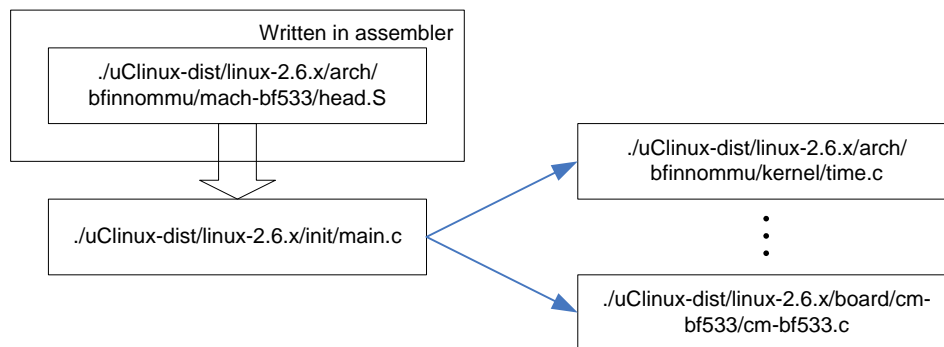 Written in assembler
./uClinux-dist/linux-2.6.x/arch/
bfinnommu/mach-bf533/head.S
./uClinux-dist/linux-2.6.x/init/main.c
./uClinux-dist/linux-2.6.x/arch/
bfinnommu/kernel/time.c
./uClinux-dist/linux-2.6.x/board/cm-
bf533/cm-bf533.c